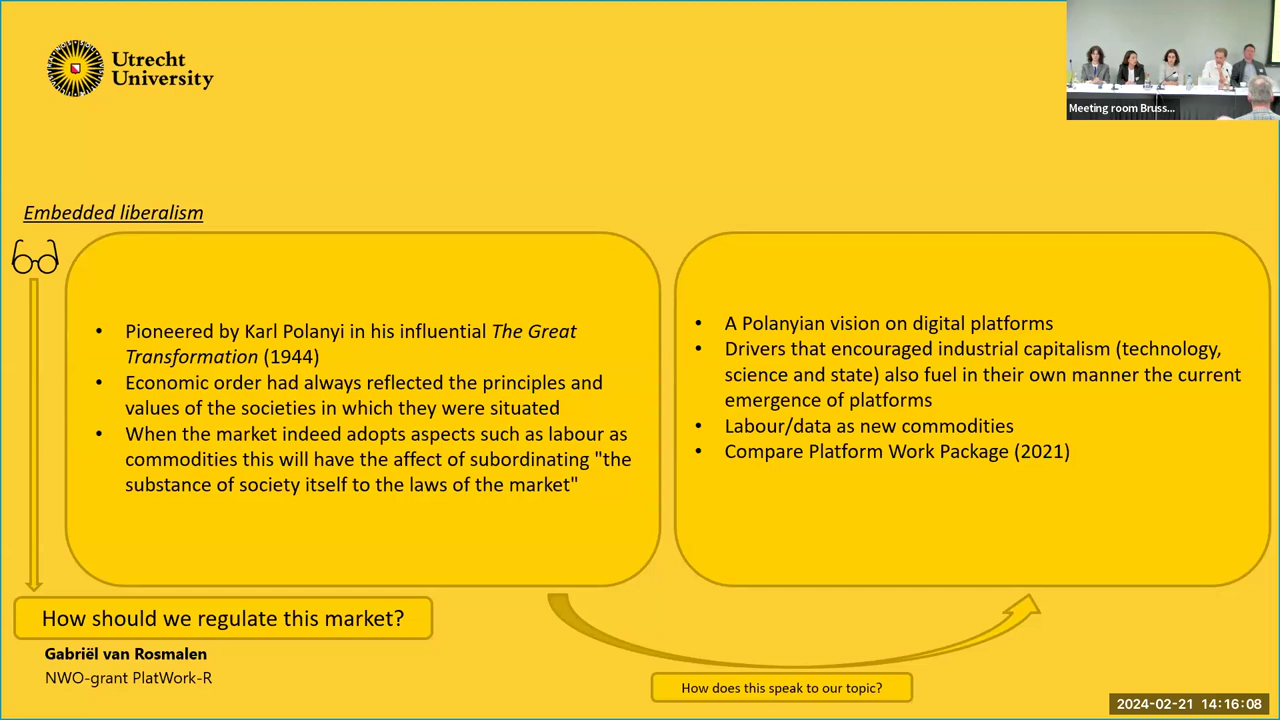 Utrecht
University
Meeting room Bruss...
Embedded liberalism
• Pioneered by Karl Polanyi in his influential The Great
Transformation (1944)
• Economic order had always reflected the principles and
values of the societies in which they were situated
• When the market indeed adopts aspects such as labour as
commodities this will have the affect of subordinating "the
substance of society itself to the laws of the market"
• A Polanyian vision on digital platforms
• Drivers that encouraged industrial capitalism (technology,
science and state) also fuel in their own manner the current
emergence of platforms
• Labour/data as new commodities
• Compare Platform Work Package (2021)
How should we regulate this market?
Gabriël van Rosmalen
NWO-grant PlatWork-R
How does this speak to our topic?
2024-02-21 14:16:08